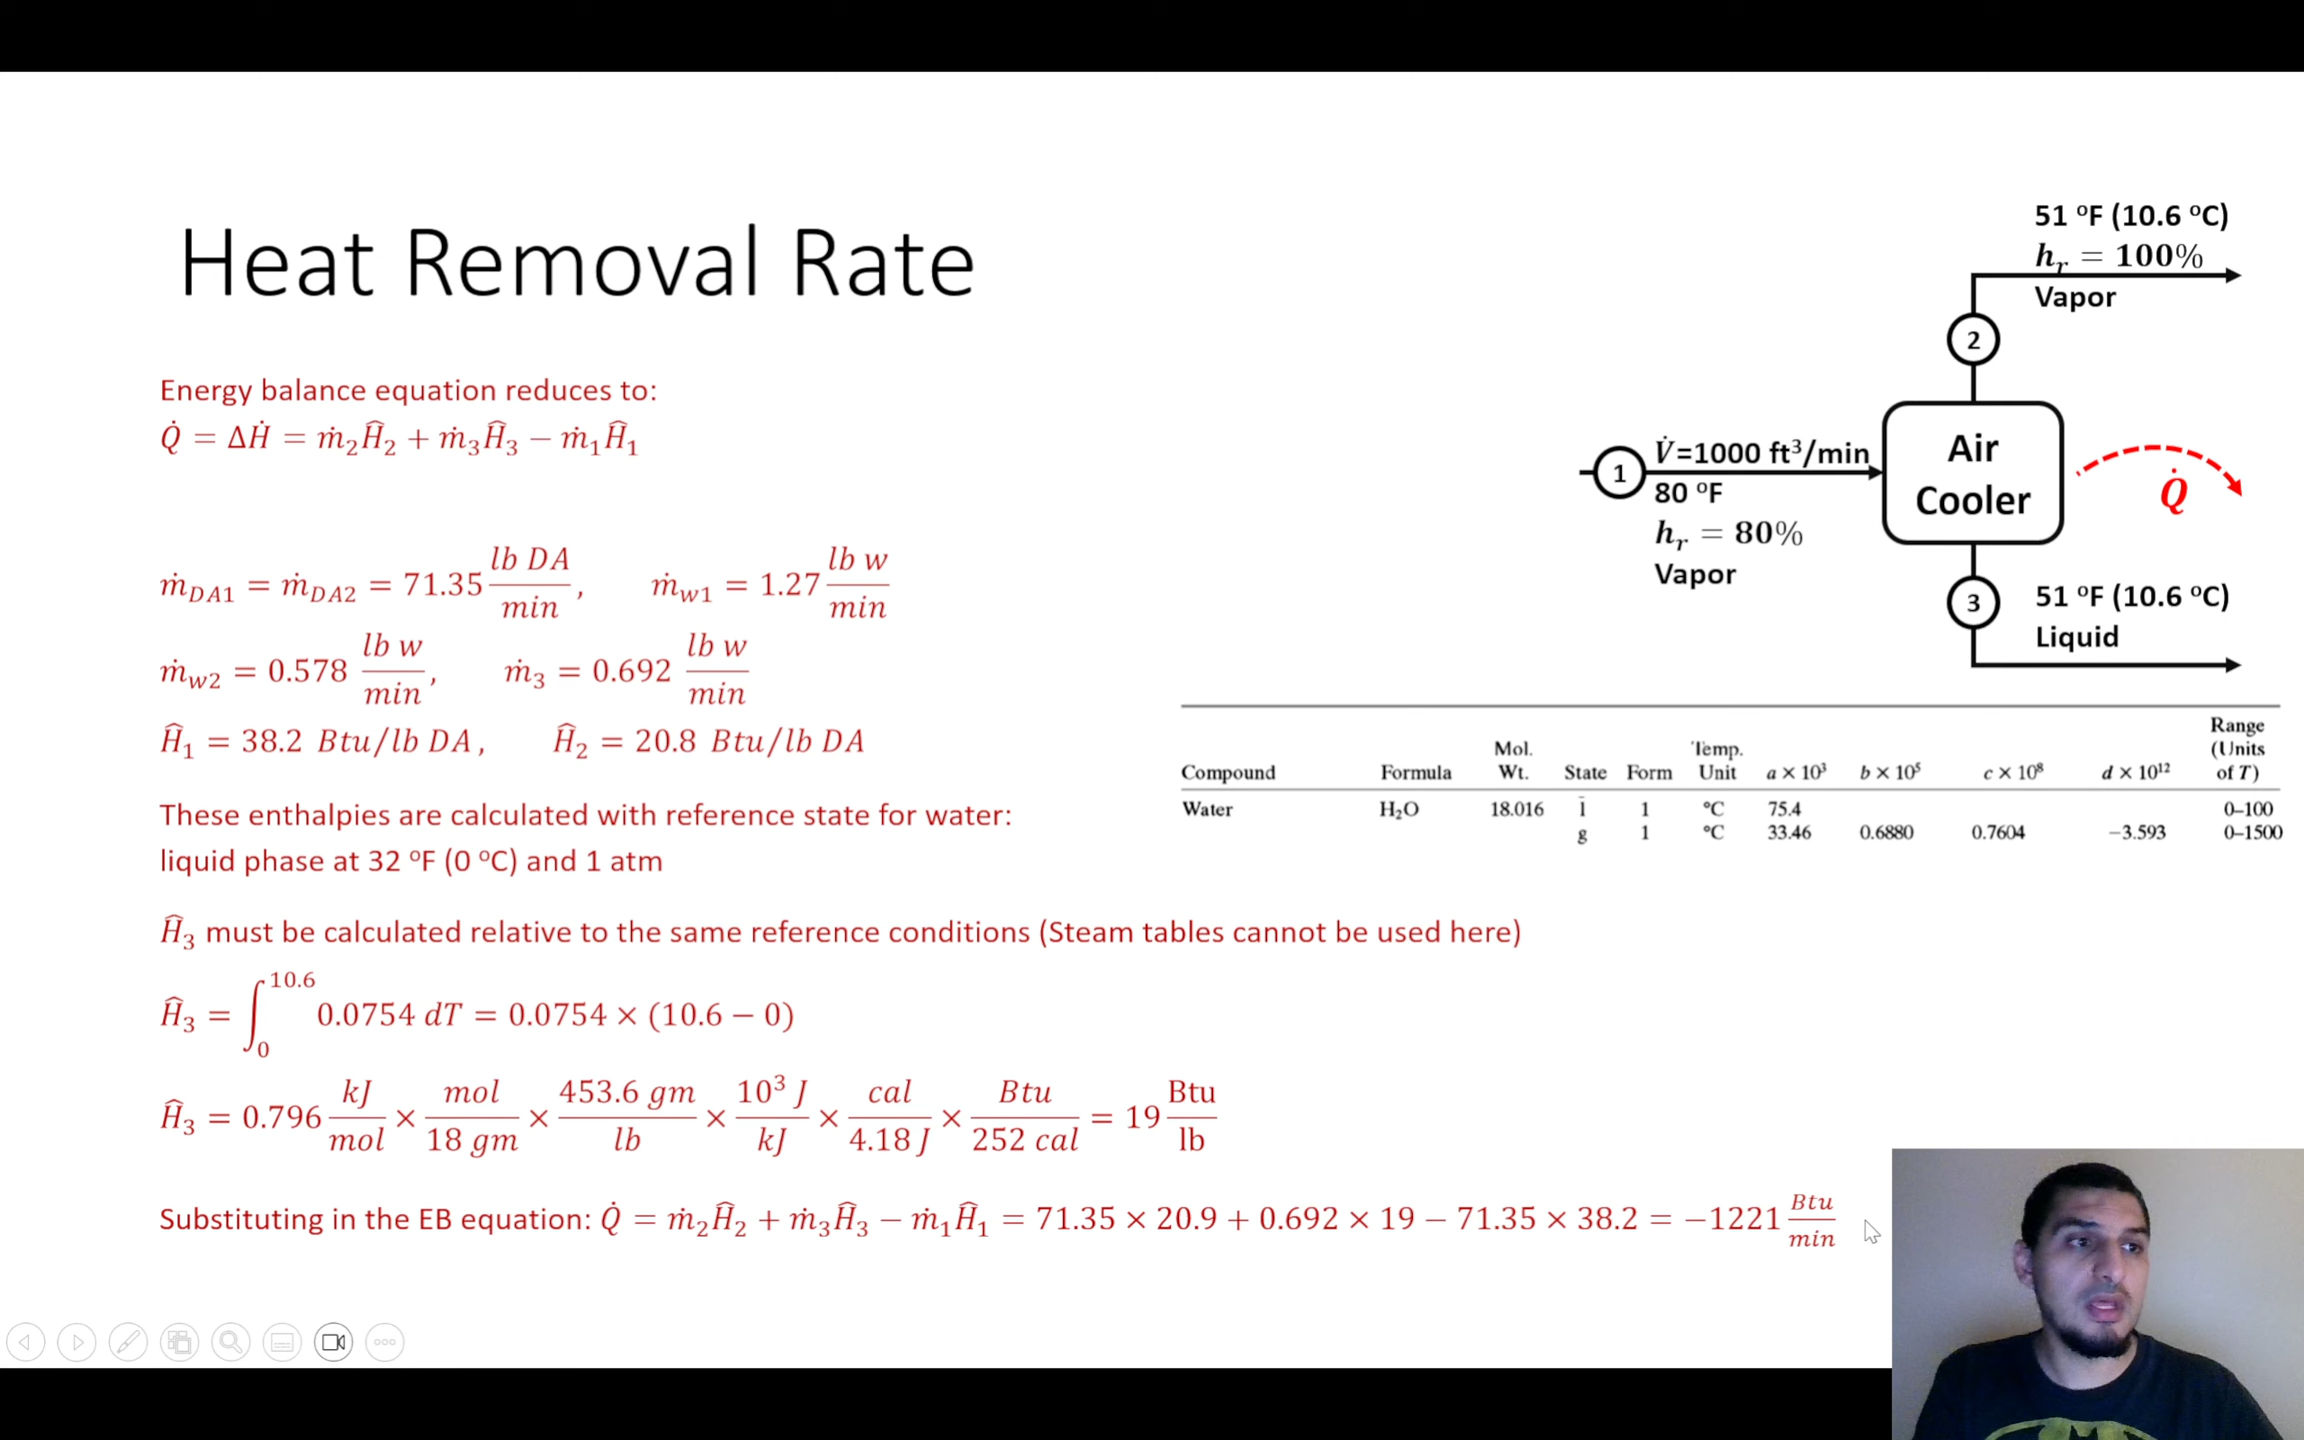 Heat Removal Rate
Energy balance equation reduces to:
Q̇ = ΔḢ = ṁ₂Ĥ₂ + ṁ₃Ĥ₃ − ṁ₁Ĥ₁
ṁ_DA1 = ṁ_DA2 = 71.35 lb DA/min, ṁ_w1 = 1.27 lb w/min
ṁ_w2 = 0.578 lb w/min, ṁ₃ = 0.692 lb w/min
Ĥ₁ = 38.2 Btu/lb DA, Ĥ₂ = 20.8 Btu/lb DA
These enthalpies are calculated with reference state for water:
liquid phase at 32 ºF (0 ºC) and 1 atm
Ĥ₃ must be calculated relative to the same reference conditions (Steam tables cannot be used here)
Ĥ₃ = ∫₀^10.6 0.0754 dT = 0.0754 × (10.6 − 0)
Ĥ₃ = 0.796 kJ/mol × mol/18 gm × 453.6 gm/lb × 10³ J/kJ × cal/4.18 J × Btu/252 cal = 19 Btu/lb
Substituting in the EB equation: Q̇ = ṁ₂Ĥ₂ + ṁ₃Ĥ₃ − ṁ₁Ĥ₁ = 71.35 × 20.9 + 0.692 × 19 − 71.35 × 38.2 = −1221 Btu/min
51 ºF (10.6 ºC)
h_r = 100%
Vapor
2
1
V̇=1000 ft³/min
80 ºF
h_r = 80%
Vapor
Air
Cooler
Q̇
3
51 ºF (10.6 ºC)
Liquid
Compound Formula Mol. Wt. State Form Temp. Unit a × 10³ b × 10⁵ c × 10⁸ d × 10¹² Range (Units of T)
Water H₂O 18.016 l 1 °C 75.4 0–100
g 1 °C 33.46 0.6880 0.7604 −3.593 0–1500